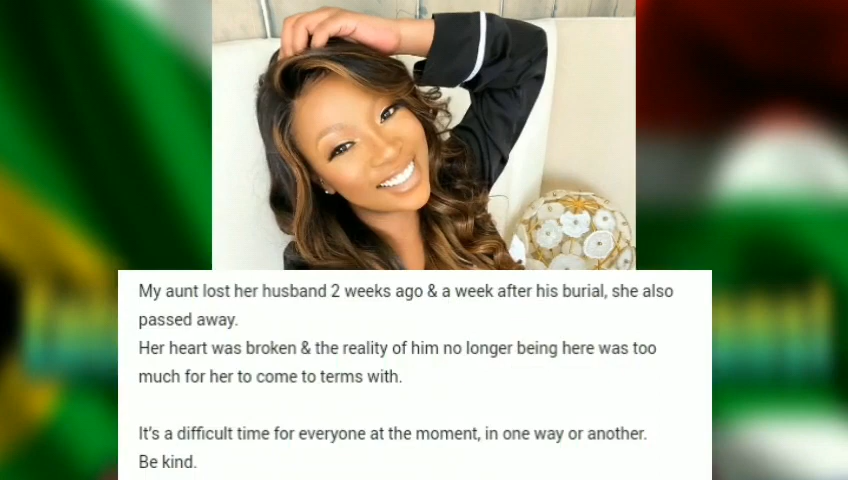 My aunt lost her husband 2 weeks ago & a week after his burial, she also
passed away.
Her heart was broken & the reality of him no longer being here was too
much for her to come to terms with.
It's a difficult time for everyone at the moment, in one way or another.
Be kind.